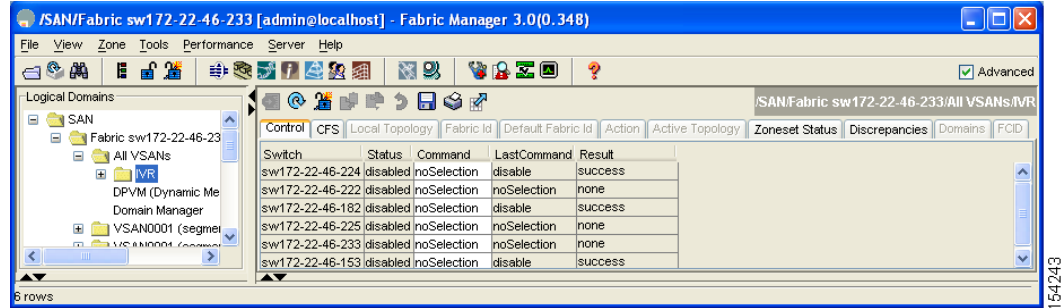 /SAN/Fabric sw172-22-46-233 [admin@localhost] - Fabric Manager 3.0(0.348)
File View Zone Tools Performance Server Help
Advanced
Logical Domains
/SAN/Fabric sw172-22-46-233/All VSANs/IVR
SAN
Fabric sw172-22-46-23
All VSANs
IVR
DPVM (Dynamic Me
Domain Manager
VSAN0001 (segmen
Control CFS Local Topology Fabric Id Default Fabric Id Action Active Topology Zoneset Status Discrepancies Domains FCID
Switch Status Command LastCommand Result
sw172-22-46-224 disabled noSelection disable success
sw172-22-46-222 disabled noSelection noSelection none
sw172-22-46-182 disabled noSelection disable success
sw172-22-46-225 disabled noSelection noSelection none
sw172-22-46-233 disabled noSelection noSelection none
sw172-22-46-153 disabled noSelection disable success
6 rows
154243